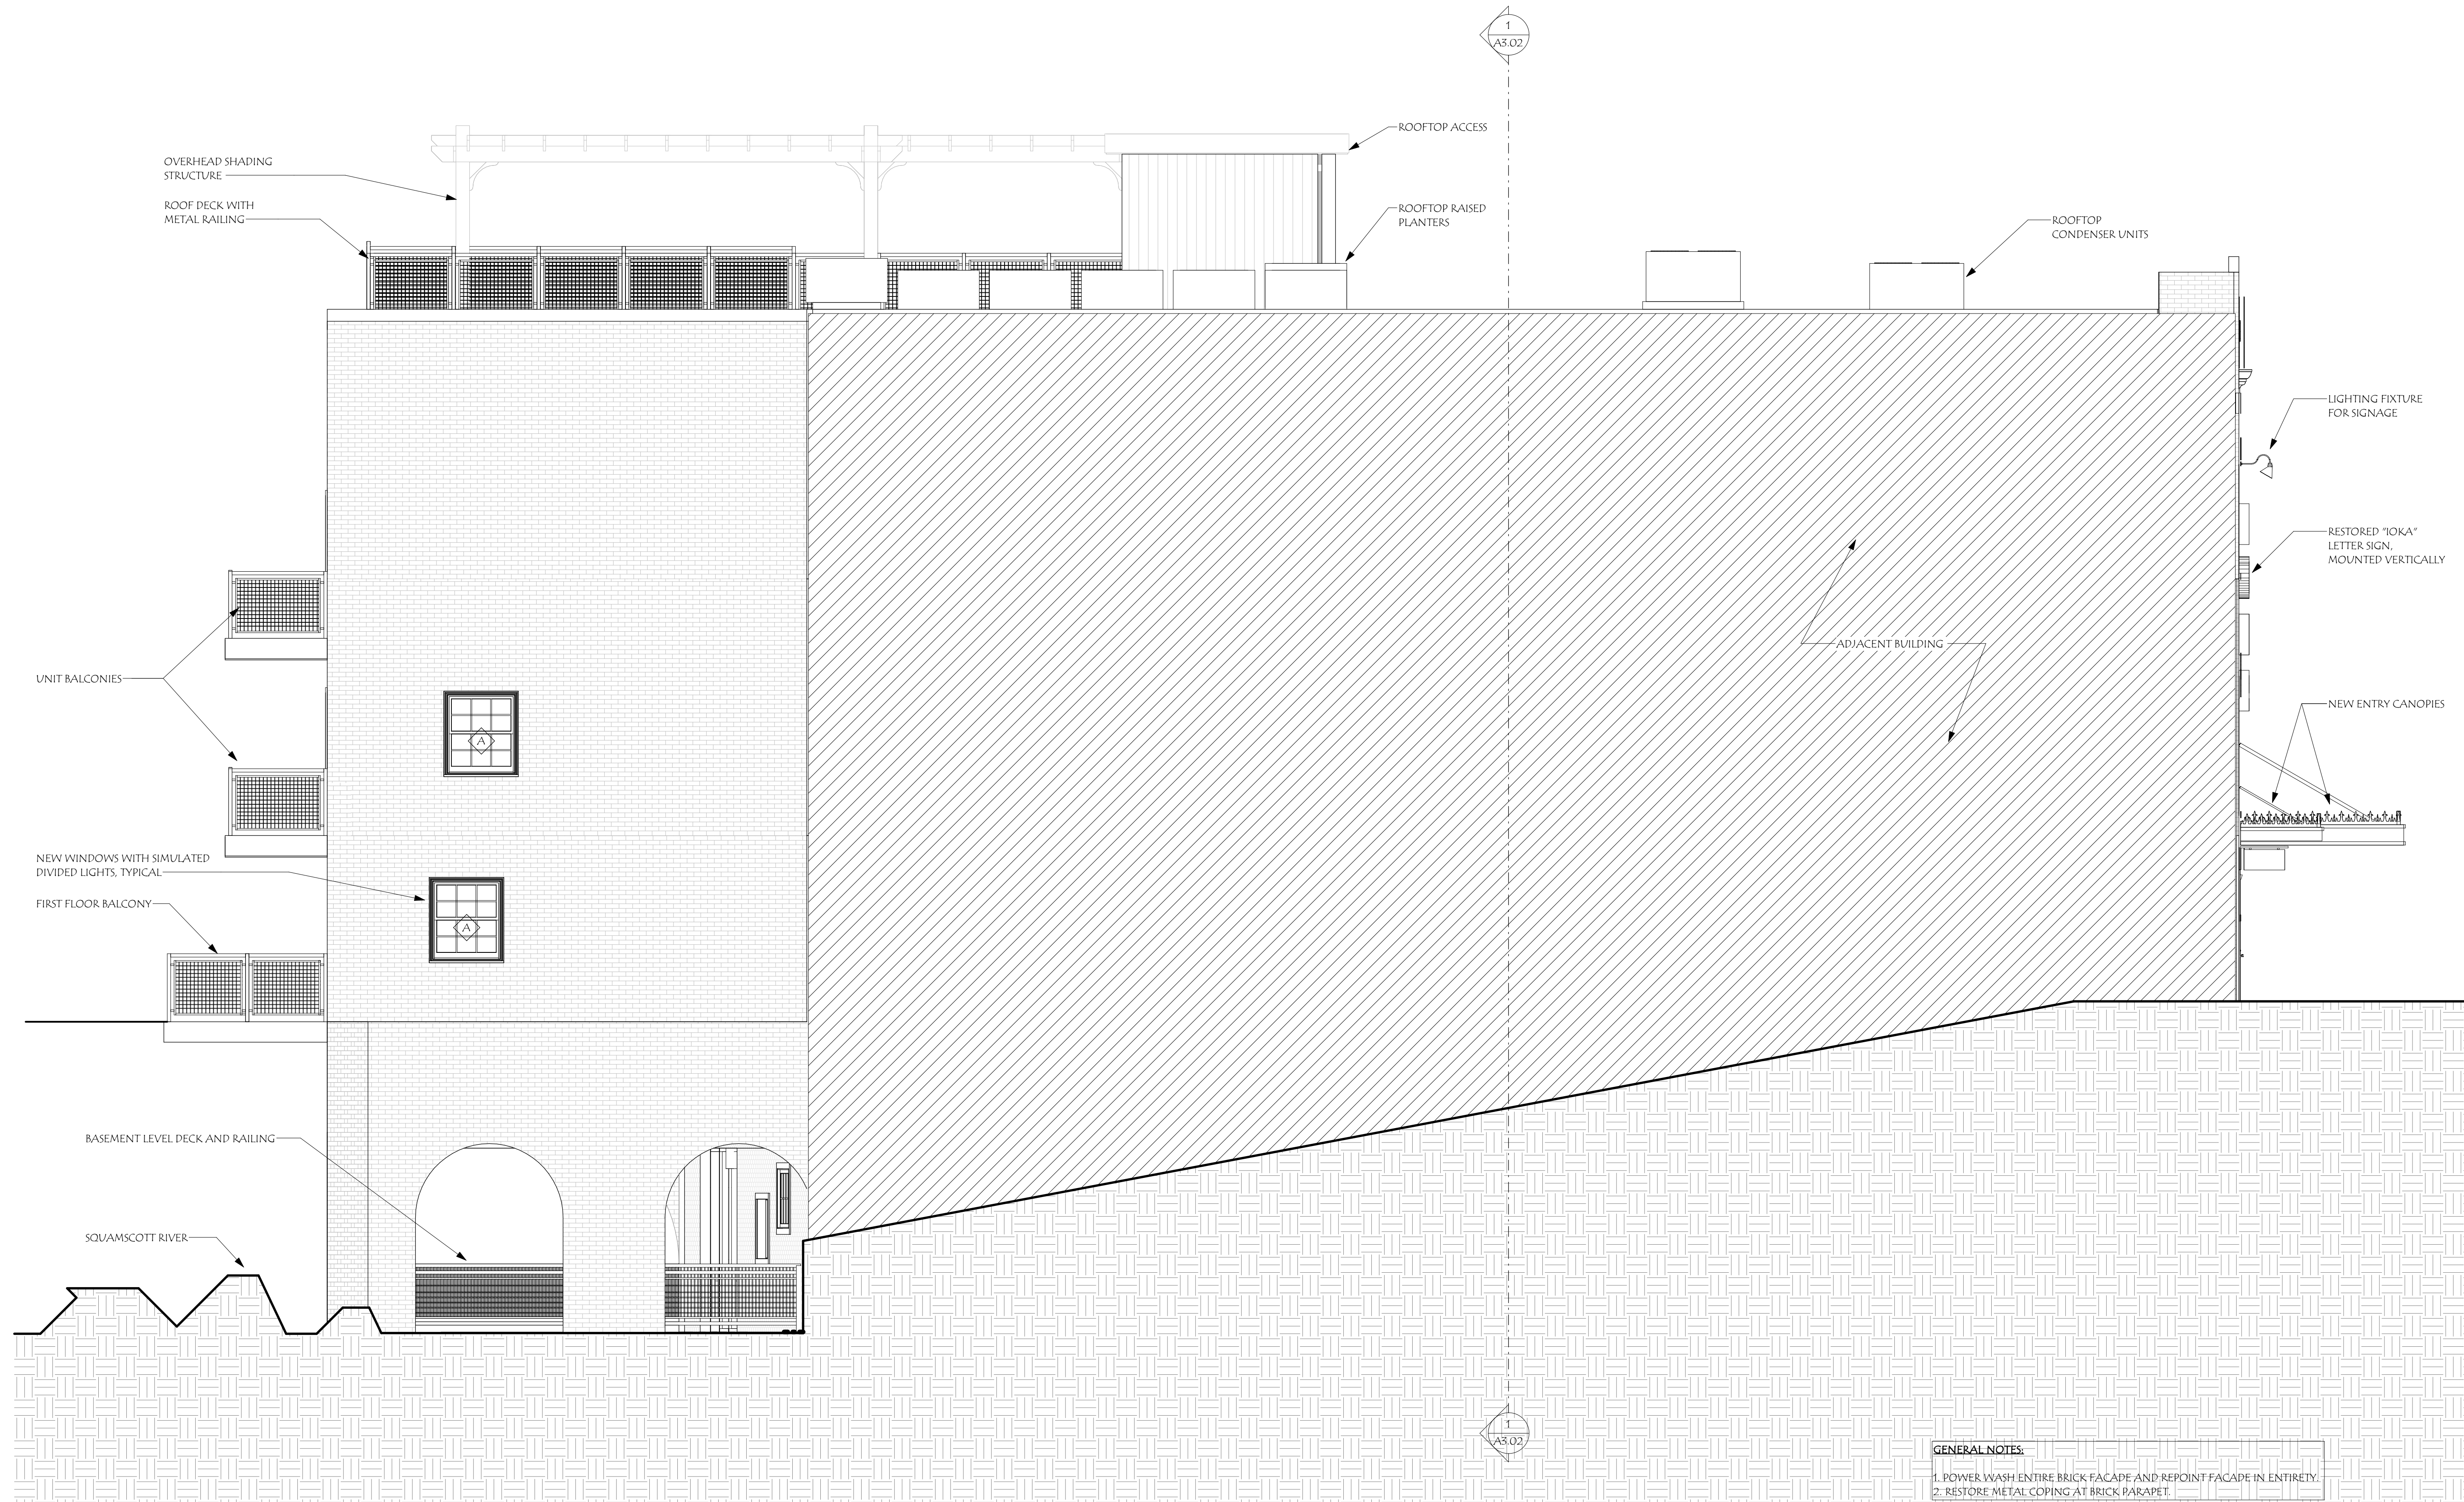 1
A3.02
ROOFTOP ACCESS
OVERHEAD SHADING
STRUCTURE
ROOF DECK WITH
METAL RAILING
ROOFTOP RAISED
PLANTERS
ROOFTOP
CONDENSER UNITS
LIGHTING FIXTURE
FOR SIGNAGE
RESTORED "IOKA"
LETTER SIGN,
MOUNTED VERTICALLY
ADJACENT BUILDING
UNIT BALCONIES
NEW ENTRY CANOPIES
A
NEW WINDOWS WITH SIMULATED
DIVIDED LIGHTS, TYPICAL
FIRST FLOOR BALCONY
A
BASEMENT LEVEL DECK AND RAILING
SQUAMSCOTT RIVER
1
A3.02
GENERAL NOTES:
1. POWER WASH ENTIRE BRICK FACADE AND REPOINT FACADE IN ENTIRETY.
2. RESTORE METAL COPING AT BRICK PARAPET.